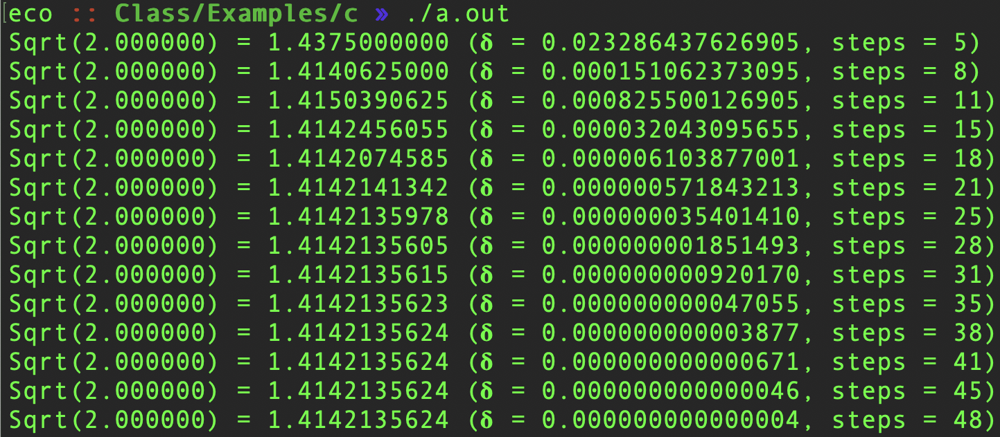 [eco :: Class/Examples/c » ./a.out
Sqrt(2.000000) = 1.4375000000 (δ = 0.023286437626905, steps = 5)
Sqrt(2.000000) = 1.4140625000 (δ = 0.000151062373095, steps = 8)
Sqrt(2.000000) = 1.4150390625 (δ = 0.000825500126905, steps = 11)
Sqrt(2.000000) = 1.4142456055 (δ = 0.000032043095655, steps = 15)
Sqrt(2.000000) = 1.4142074585 (δ = 0.000006103877001, steps = 18)
Sqrt(2.000000) = 1.4142141342 (δ = 0.000000571843213, steps = 21)
Sqrt(2.000000) = 1.4142135978 (δ = 0.000000035401410, steps = 25)
Sqrt(2.000000) = 1.4142135605 (δ = 0.000000001851493, steps = 28)
Sqrt(2.000000) = 1.4142135615 (δ = 0.000000000920170, steps = 31)
Sqrt(2.000000) = 1.4142135623 (δ = 0.000000000047055, steps = 35)
Sqrt(2.000000) = 1.4142135624 (δ = 0.000000000003877, steps = 38)
Sqrt(2.000000) = 1.4142135624 (δ = 0.000000000000671, steps = 41)
Sqrt(2.000000) = 1.4142135624 (δ = 0.000000000000046, steps = 45)
Sqrt(2.000000) = 1.4142135624 (δ = 0.000000000000004, steps = 48)